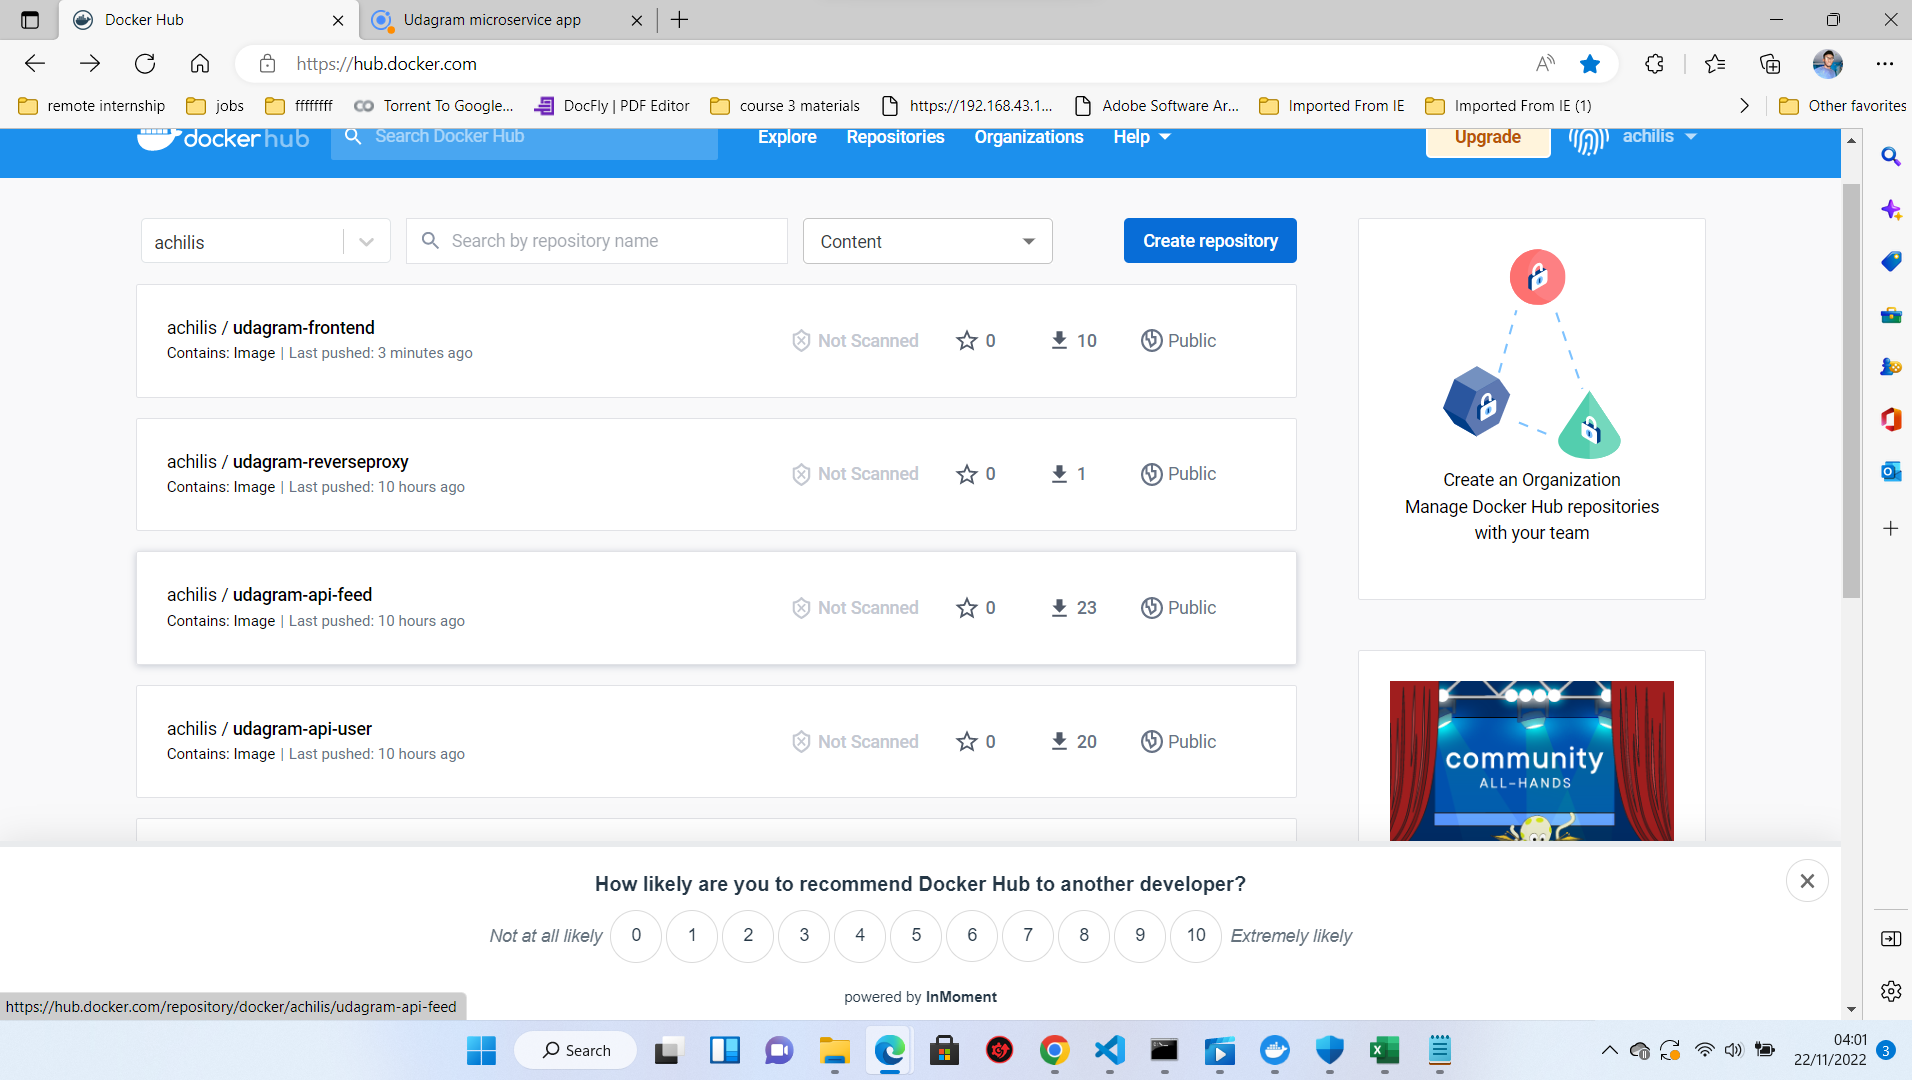 Docker Hub
Udagram microservice app
https://hub.docker.com
remote internship
jobs
ffffffff
Torrent To Google...
DocFly | PDF Editor
course 3 materials
https://192.168.43.1...
Adobe Software Ar...
Imported From IE
Imported From IE (1)
Other favorites
dockerhub
Search Docker Hub
Explore
Repositories
Organizations
Help
Upgrade
achilis
achilis
Search by repository name
Content
Create repository
achilis / udagram-frontend
Contains: Image | Last pushed: 3 minutes ago
Not Scanned
0
10
Public
achilis / udagram-reverseproxy
Contains: Image | Last pushed: 10 hours ago
Not Scanned
0
1
Public
achilis / udagram-api-feed
Contains: Image | Last pushed: 10 hours ago
Not Scanned
0
23
Public
achilis / udagram-api-user
Contains: Image | Last pushed: 10 hours ago
Not Scanned
0
20
Public
Create an Organization
Manage Docker Hub repositories
with your team
community
ALL-HANDS
How likely are you to recommend Docker Hub to another developer?
Not at all likely 0 1 2 3 4 5 6 7 8 9 10 Extremely likely
powered by InMoment
https://hub.docker.com/repository/docker/achilis/udagram-api-feed
Search
04:01
22/11/2022
3